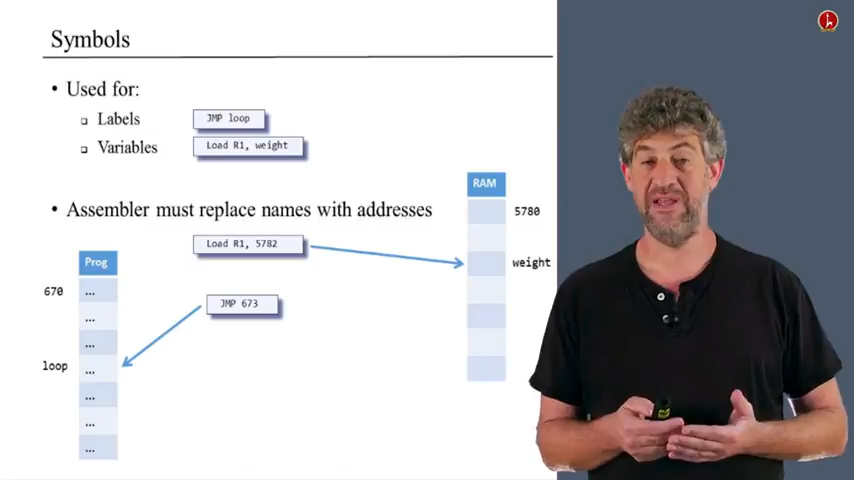 Symbols
• Used for:
❑ Labels
JMP loop
❑ Variables
Load R1, weight
• Assembler must replace names with addresses
RAM
5780
Load R1, 5782
weight
Prog
670
...
JMP 673
...
...
loop
...
...
...
...